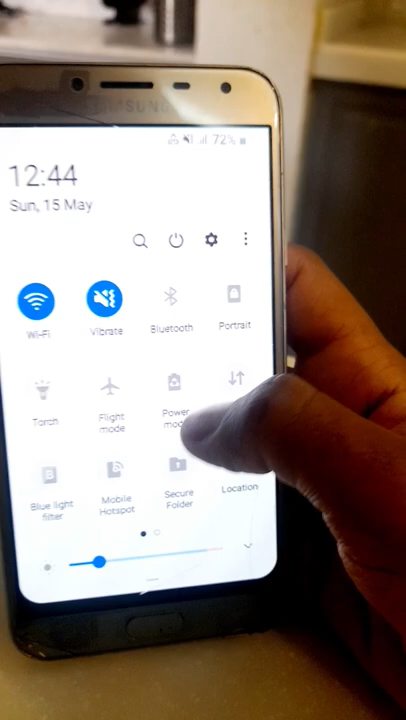 SAMSUNG
72%
12:44
Sun, 15 May
Wi-Fi
Vibrate
Bluetooth
Portrait
Torch
Flight
mode
Power
mode
Blue light
filter
Mobile
Hotspot
Secure
Folder
Location